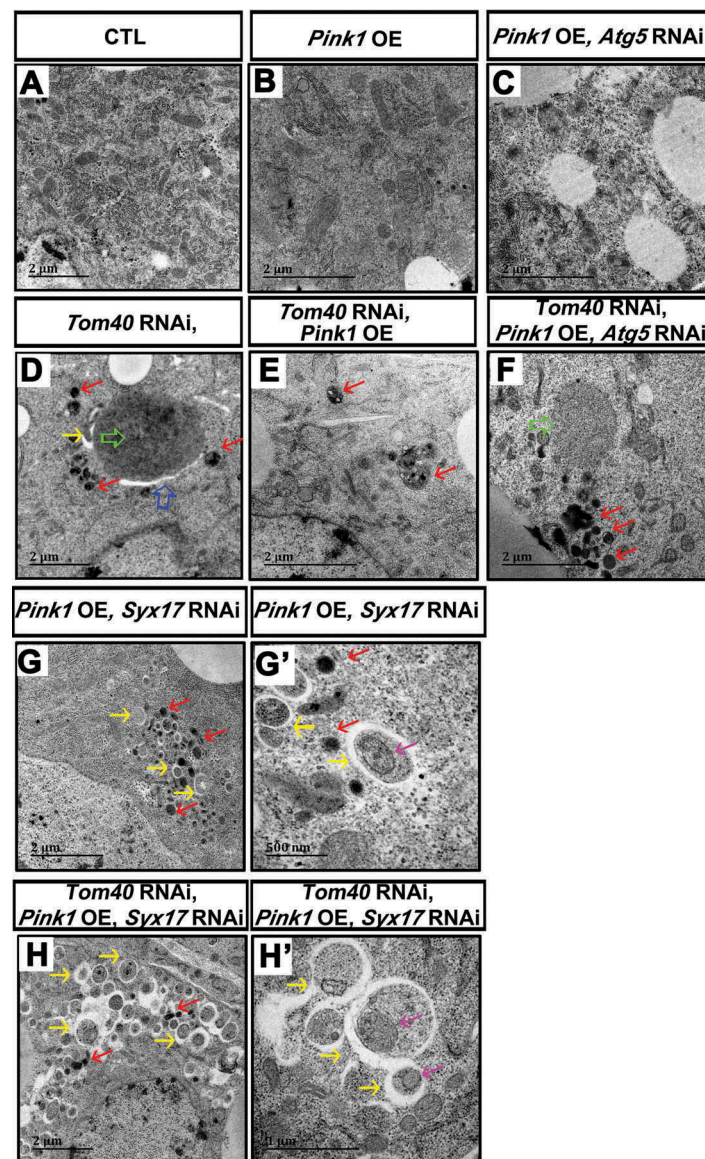 CTL
Pink1 OE
Pink1 OE, Atg5 RNAi
A
2 µm
B
2 µm
C
2 µm
Tom40 RNAi,
Tom40 RNAi,
Pink1 OE
Tom40 RNAi,
Pink1 OE, Atg5 RNAi
D
2 µm
E
2 µm
F
2 µm
Pink1 OE, Syx17 RNAi
Pink1 OE, Syx17 RNAi
G
2 µm
G'
500 nm
Tom40 RNAi,
Pink1 OE, Syx17 RNAi
Tom40 RNAi,
Pink1 OE, Syx17 RNAi
H
2 µm
H'
1 µm